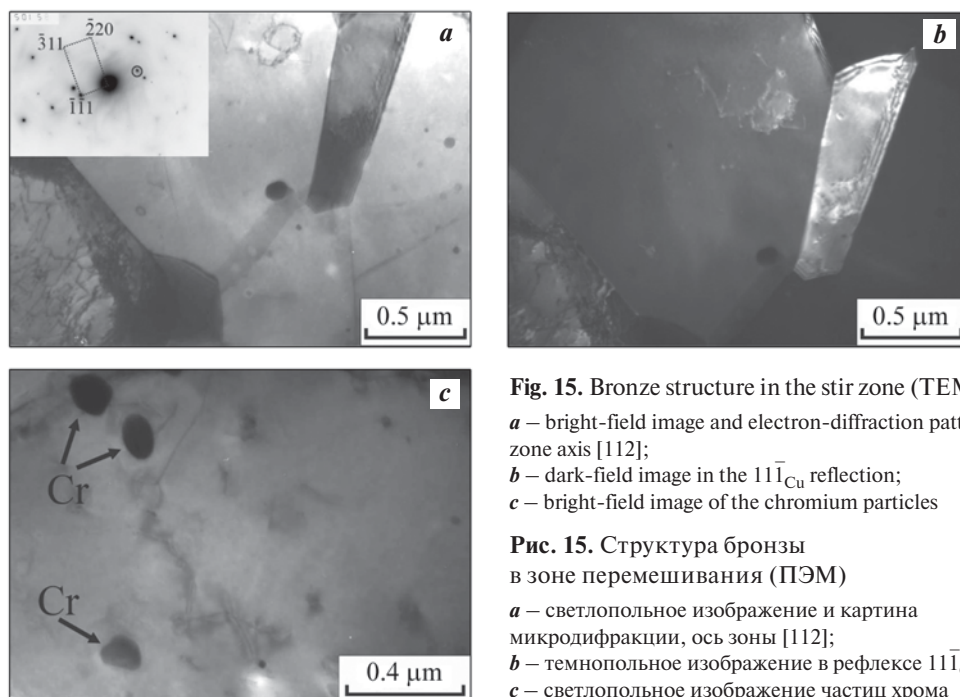 a
b
2̄20
3̄11
1̄1̄1
0.5 µm
0.5 µm
c
Cr
Cr
0.4 µm
Fig. 15. Bronze structure in the stir zone (TEM
a – bright-field image and electron-diffraction patt
zone axis [112];
b – dark-field image in the 111̄Cu reflection;
c – bright-field image of the chromium particles
Рис. 15. Структура бронзы
в зоне перемешивания (ПЭМ)
a – светлопольное изображение и картина
микродифракции, ось зоны [112];
b – темнопольное изображение в рефлексе 111̄
c – светлопольное изображение частиц хрома